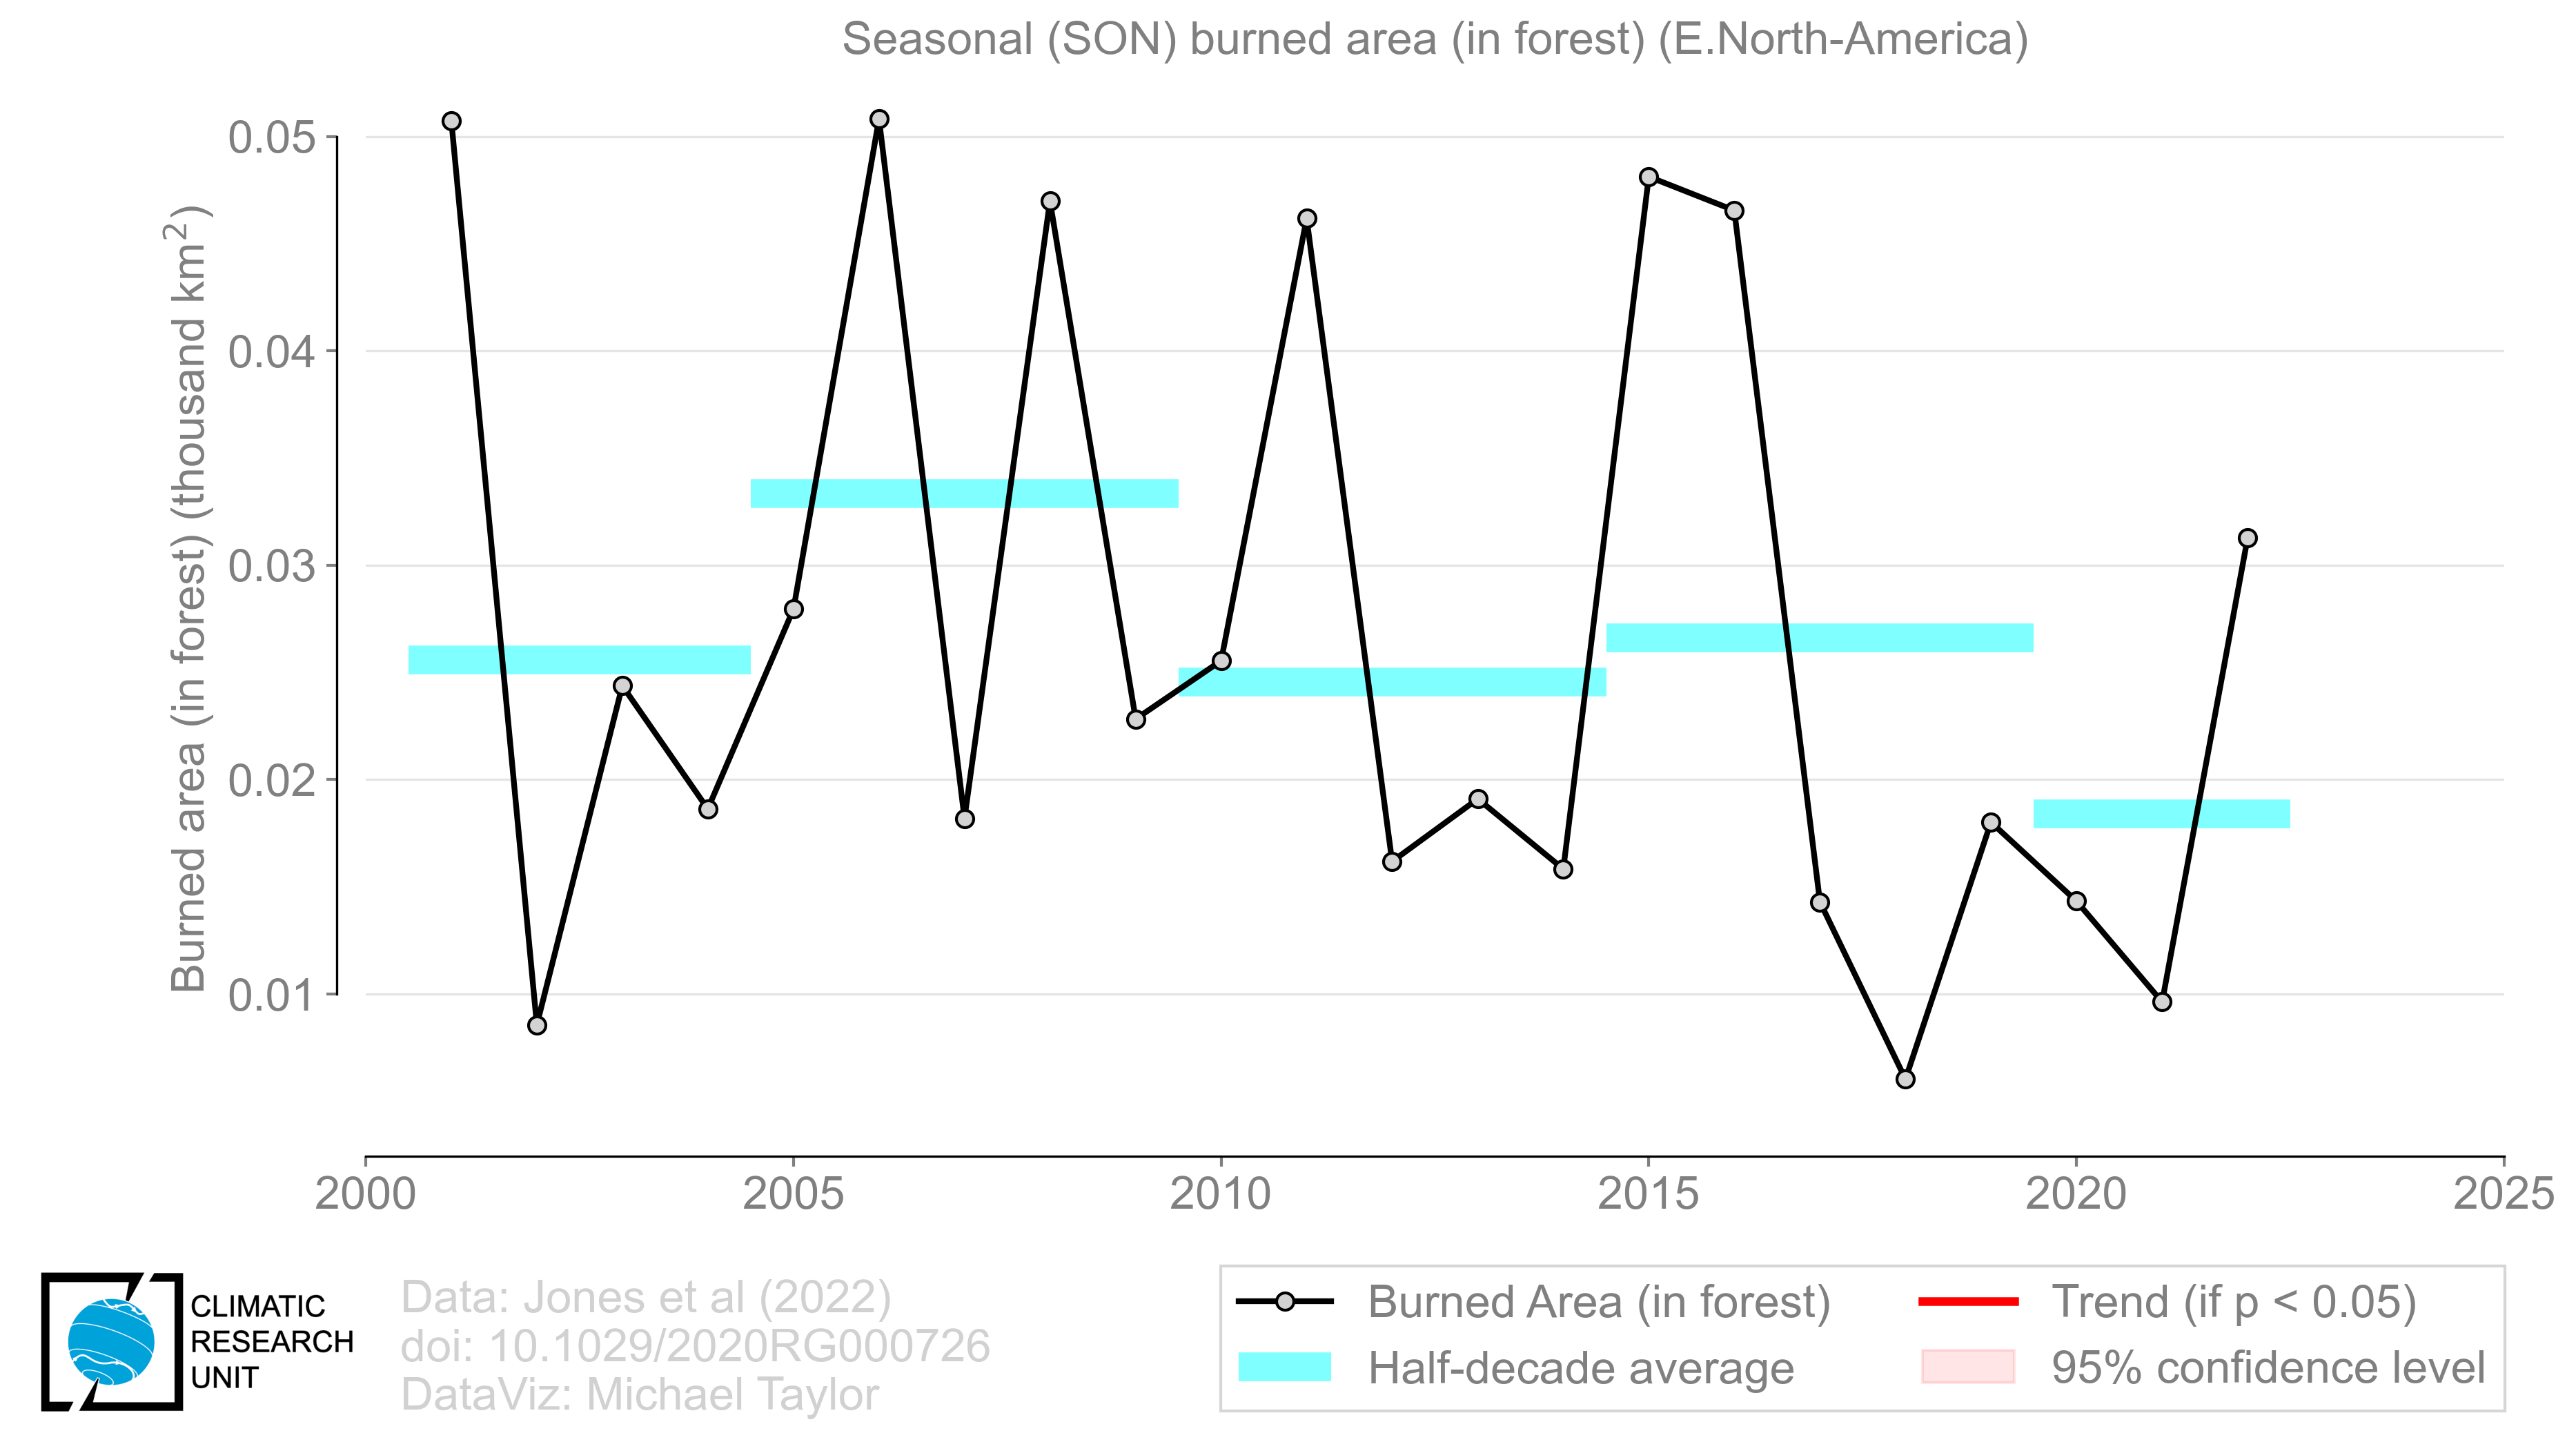 Seasonal (SON) burned area (in forest) (E.North-America)
Burned area (in forest) (thousand km²)
0.05
0.04
0.03
0.02
0.01
2000
2005
2010
2015
2020
2025
CLIMATIC
RESEARCH
UNIT
Data: Jones et al (2022)
doi: 10.1029/2020RG000726
DataViz: Michael Taylor
Burned Area (in forest)
Half-decade average
Trend (if p < 0.05)
95% confidence level